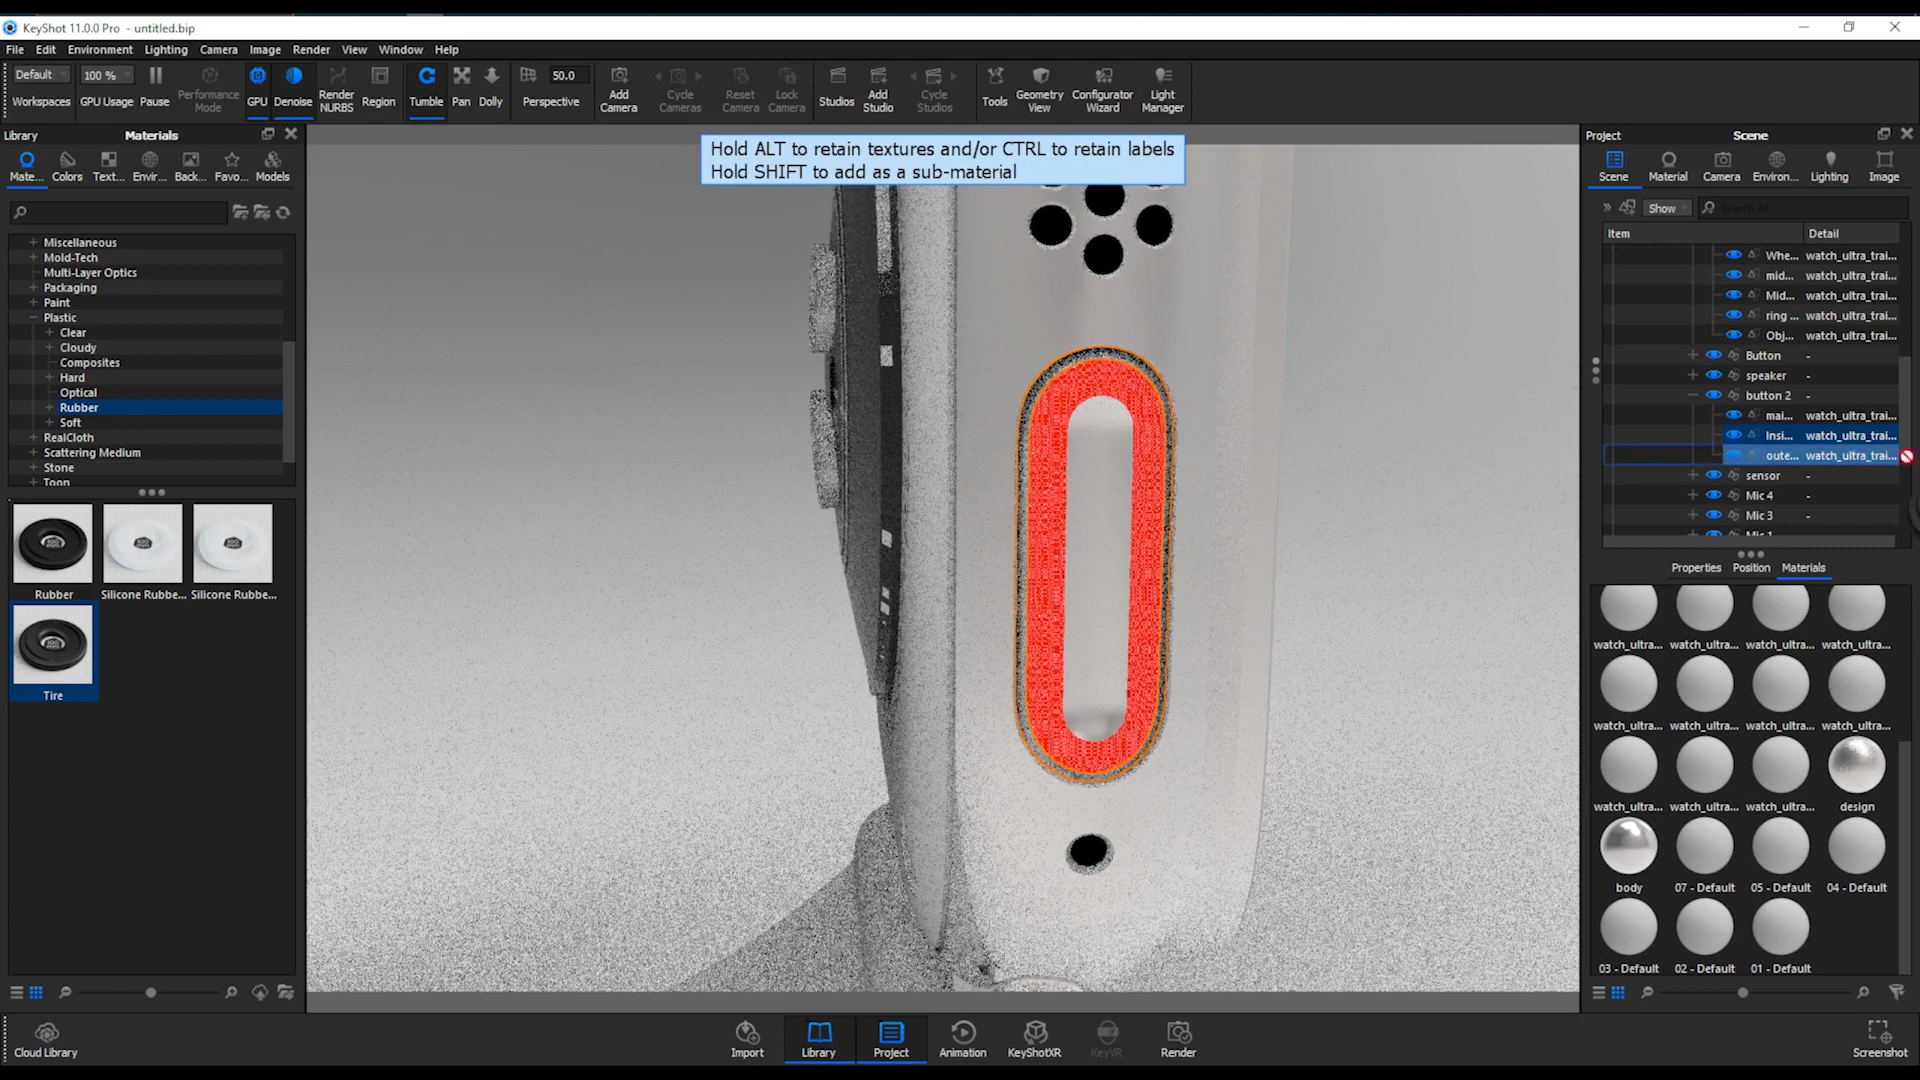 KeyShot 11.0.0 Pro - untitled.bip
File Edit Environment Lighting Camera Image Render View Window Help
Default 100 % 50.0
Workspaces GPU Usage Pause Performance Mode GPU Denoise Render NURBS Region Tumble Pan Dolly Perspective Add Camera Cycle Cameras Reset Camera Lock Camera Studios Add Studio Cycle Studios Tools Geometry View Configurator Wizard Light Manager
Library Materials
Mate... Colors Text... Envir... Back... Favo... Models
Miscellaneous
Mold-Tech
Multi-Layer Optics
Packaging
Paint
Plastic
Clear
Cloudy
Composites
Hard
Optical
Rubber
Soft
RealCloth
Scattering Medium
Stone
Toon
Rubber Silicone Rubbe... Silicone Rubbe...
Tire
Hold ALT to retain textures and/or CTRL to retain labels
Hold SHIFT to add as a sub-material
Project Scene
Scene Material Camera Environ... Lighting Image
Show Search All
Item Detail
Whe... watch_ultra_trai...
mid... watch_ultra_trai...
Mid... watch_ultra_trai...
ring ... watch_ultra_trai...
Obj... watch_ultra_trai...
Button -
speaker -
button 2 -
mai... watch_ultra_trai...
Insi... watch_ultra_trai...
oute... watch_ultra_trai...
sensor -
Mic 4 -
Mic 3 -
Mic 1
Properties Position Materials
watch_ultra... watch_ultra... watch_ultra... watch_ultra...
watch_ultra... watch_ultra... watch_ultra... watch_ultra...
watch_ultra... watch_ultra... watch_ultra... design
body 07 - Default 05 - Default 04 - Default
03 - Default 02 - Default 01 - Default
Cloud Library Import Library Project Animation KeyShotXR KeyVR Render Screenshot